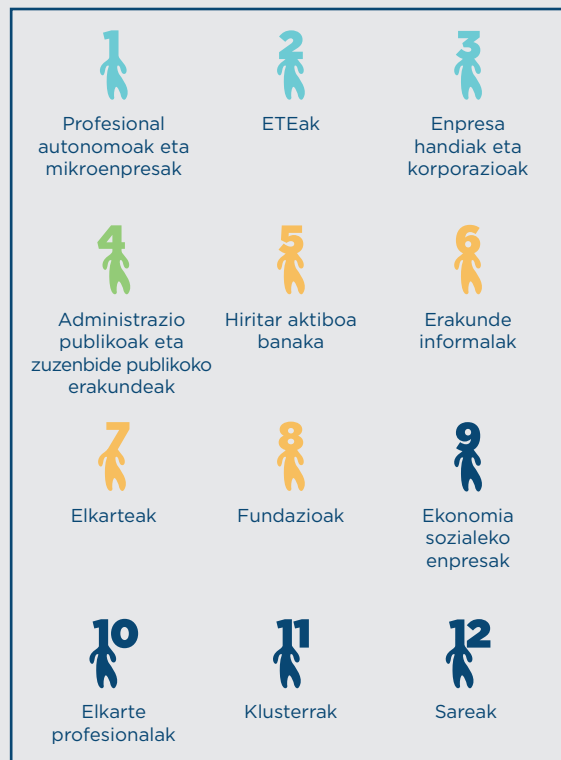 1
Profesional
autonomoak eta
mikroenpresak
2
ETEak
3
Enpresa
handiak eta
korporazioak
4
Administrazio
publikoak eta
zuzenbide publikoko
erakundeak
5
Hiritar aktiboa
banaka
6
Erakunde
informalak
7
Elkarteak
8
Fundazioak
9
Ekonomia
sozialeko
enpresak
10
Elkarte
profesionalak
11
Klusterrak
12
Sareak